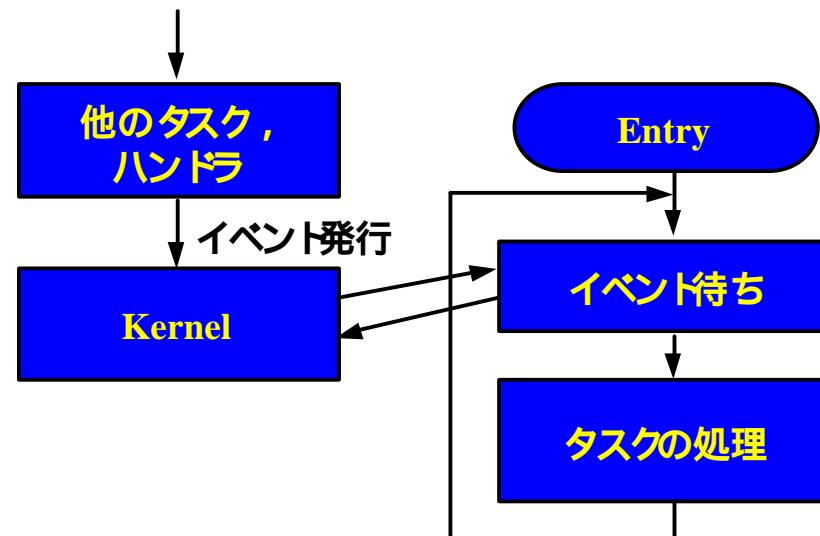 他のタスク,
ハンドラ
イベント発行
Kernel
Entry
イベント待ち
タスクの処理